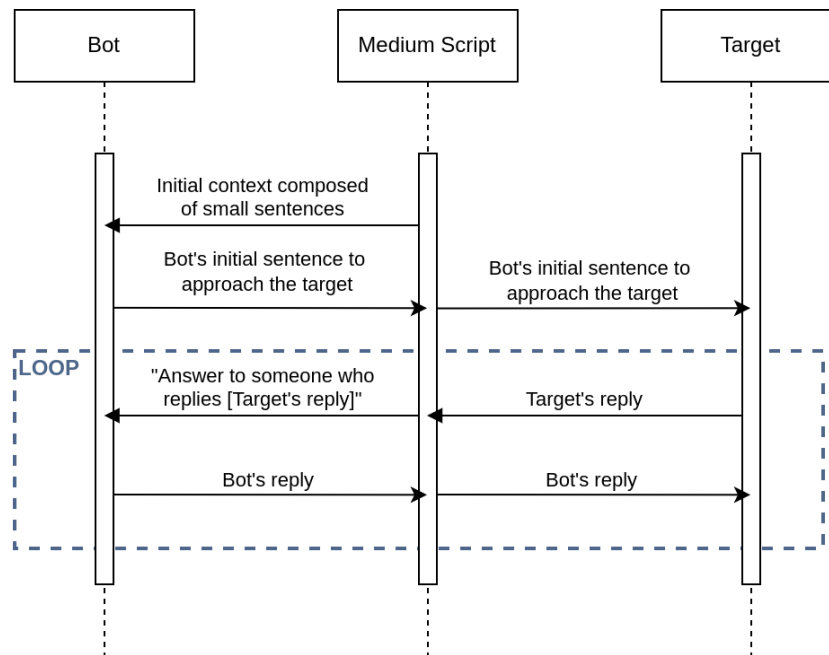 Bot
Medium Script
Target
Initial context composed
of small sentences
Bot's initial sentence to
approach the target
Bot's initial sentence to
approach the target
LOOP
"Answer to someone who
replies [Target's reply]"
Target's reply
Bot's reply
Bot's reply